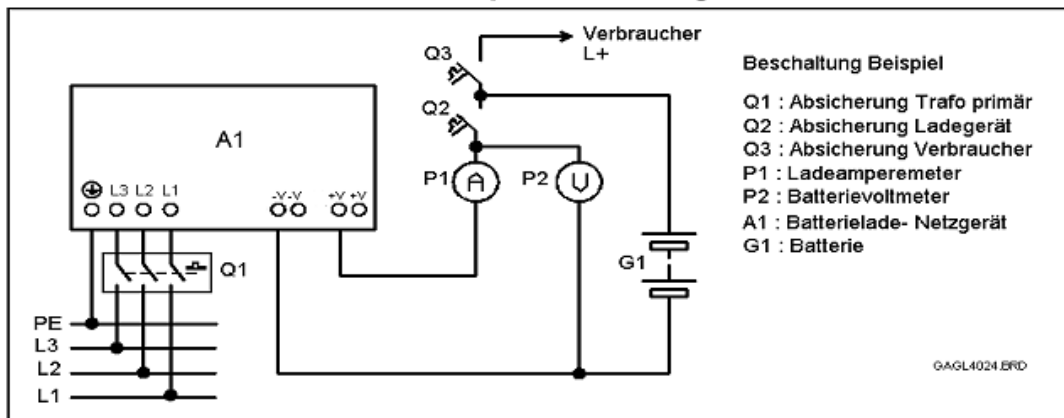 Verbraucher
L+
Q3
Q2
P1
A
P2
V
G1
A1
L3 L2 L1
-V -V
+V +V
Q1
PE
L3
L2
L1
Beschaltung Beispiel
Q1 : Absicherung Trafo primär
Q2 : Absicherung Ladegerät
Q3 : Absicherung Verbraucher
P1 : Ladeamperemeter
P2 : Batterievoltmeter
A1 : Batterielade- Netzgerät
G1 : Batterie
GAGL4024.BRD